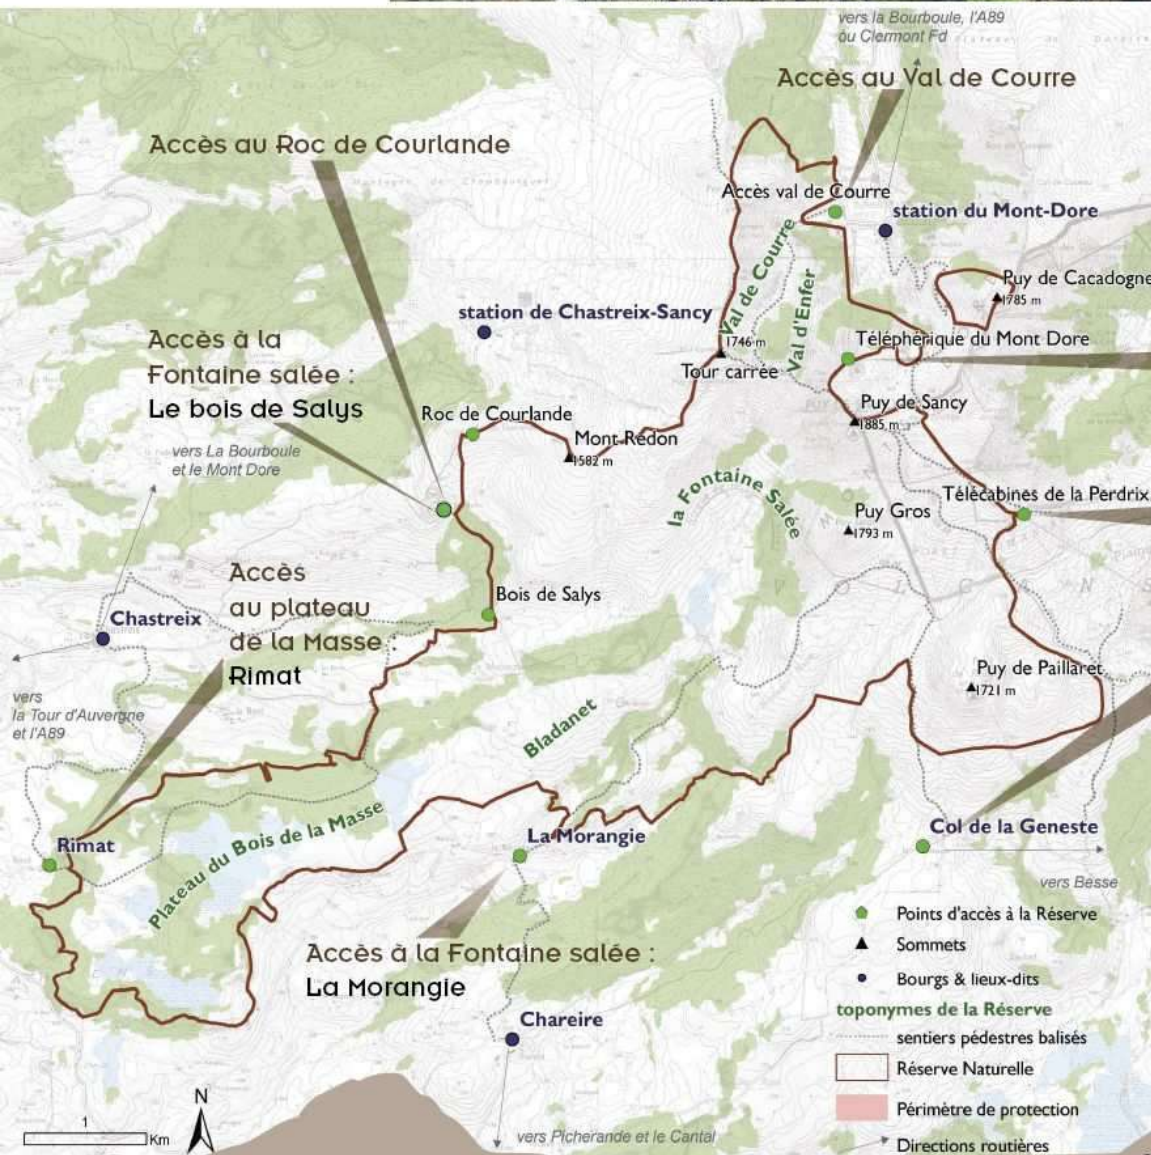 vers la Bourboule, l'A89
ou Clermont Fd
Accès au Val de Courre
Accès au Roc de Courlande
Accès val de Courre
station du Mont-Dore
Val de Courre
Val d'Enfer
Puy de Cacadogne
1785 m
station de Chastreix-Sancy
1746 m
Tour carrée
Téléphérique du Mont Dore
Accès à la
Fontaine salée :
Le bois de Salys
vers La Bourboule
et le Mont Dore
Roc de Courlande
Mont Redon
1582 m
Puy de Sancy
1885 m
la Fontaine Salée
Puy Gros
1793 m
Télécabines de la Perdrix
Accès
au plateau
de la Masse :
Rimat
Bois de Salys
Chastreix
vers
la Tour d'Auvergne
et l'A89
Puy de Paillaret
1721 m
Bladanet
Plateau du Bois de la Masse
Rimat
La Morangie
Col de la Geneste
vers Besse
Accès à la Fontaine salée :
La Morangie
Chareire
vers Picherande et le Cantal
Points d'accès à la Réserve
Sommets
Bourgs & lieux-dits
toponymes de la Réserve
sentiers pédestres balisés
Réserve Naturelle
Périmètre de protection
Directions routières
N
1
Km